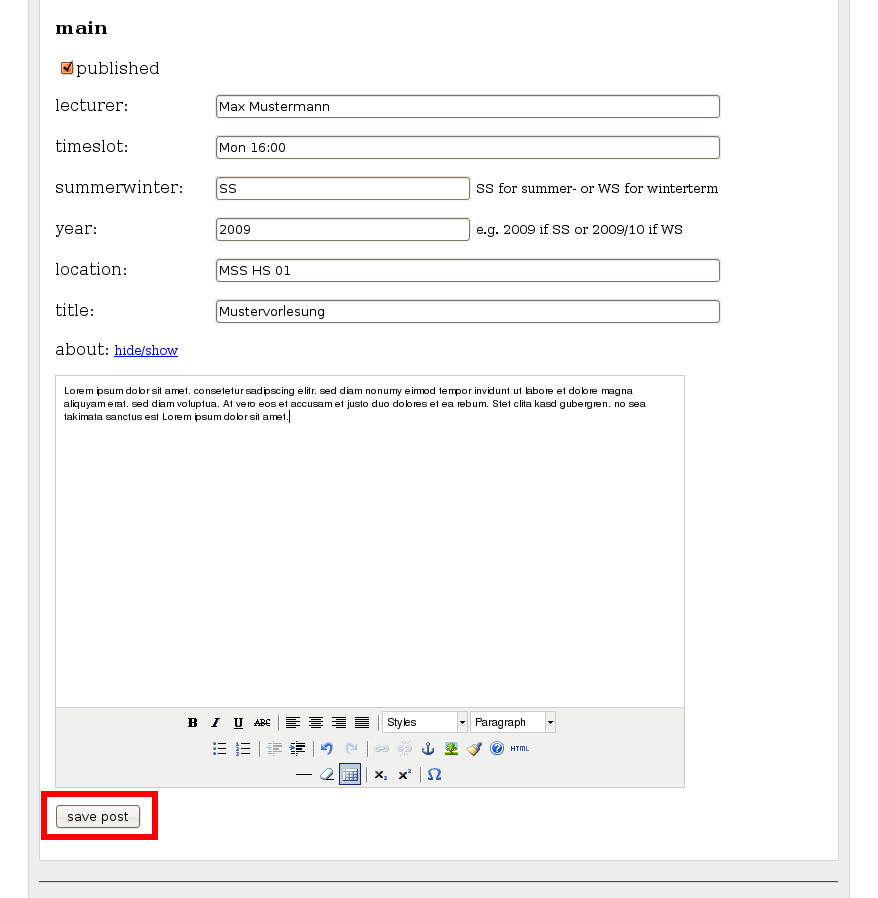 main
published
lecturer: Max Mustermann
timeslot: Mon 16:00
summerwinter: SS SS for summer- or WS for winterterm
year: 2009 e.g. 2009 if SS or 2009/10 if WS
location: MSS HS 01
title: Mustervorlesung
about: hide/show
Lorem ipsum dolor sit amet, consetetur sadipscing elitr, sed diam nonumy eirmod tempor invidunt ut labore et dolore magna
aliquyam erat, sed diam voluptua. At vero eos et accusam et justo duo dolores et ea rebum. Stet clita kasd gubergren, no sea
takimata sanctus est Lorem ipsum dolor sit amet.
B I U ABC Styles Paragraph
HTML
x₂ x² Ω
save post